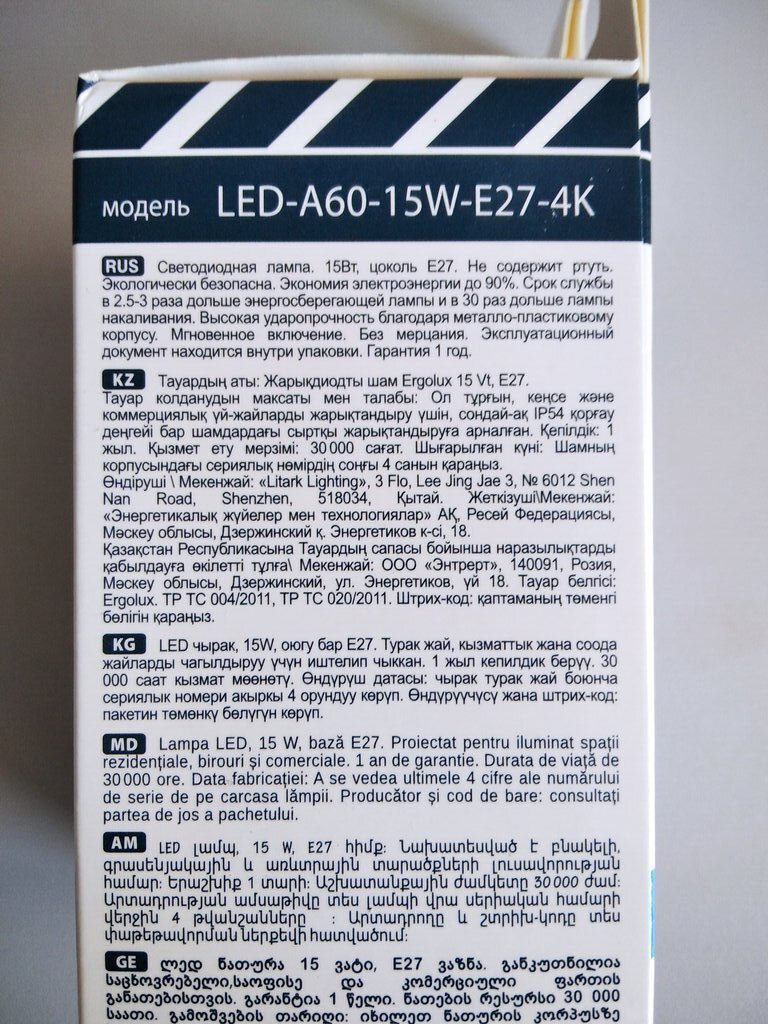 модель LED-A60-15W-E27-4K
RUS Светодиодная лампа. 15Вт, цоколь Е27. Не содержит ртуть.
Экологически безопасна. Экономия электроэнергии до 90%. Срок службы
в 2.5-3 раза дольше энергосберегающей лампы и в 30 раз дольше лампы
накаливания. Высокая ударопрочность благодаря металло-пластиковому
корпусу. Мгновенное включение. Без мерцания. Эксплуатационный
документ находится внутри упаковки. Гарантия 1 год.
KZ Тауардың аты: Жарықдиодты шам Ergolux 15 Vt, E27.
Тауар колданудын максаты мен талабы: Ол тұрғын, кеңсе және
коммерциялық үй-жайларды жарықтандыру үшін, сондай-ақ IP54 қорғау
деңгейі бар шамдардағы сыртқы жарықтандыруға арналған. Кепілдік: 1
жыл. Қызмет ету мерзімі: 30 000 сағат. Шығарылған күні: Шамның
корпусындағы сериялық нөмірдің соңғы 4 санын қараңыз.
Өндіруші \ Мекенжай: «Litark Lighting», 3 Flo, Lee Jing Jae 3, № 6012 Shen
Nan Road, Shenzhen, 518034, Қытай. Жеткізуші\Мекенжай:
«Энергетикалық жүйелер мен технологиялар» АҚ, Ресей Федерациясы,
Мәскеу облысы, Дзержинский қ. Энергетиков к-сі, 18.
Қазақстан Республикасына Тауардың сапасы бойынша наразылықтарды
қабылдауға өкілетті тұлға\ Мекенжай: ООО «Энтрерт», 140091, Розия,
Мәскеу облысы, Дзержинский, ул. Энергетиков, үй 18. Тауар белгісі:
Ergolux. ТР ТС 004/2011, ТР ТС 020/2011. Штрих-код: қаптаманың төменгі
бөлігін қараңыз.
KG LED чырак, 15W, оюгу бар E27. Турак жай, кызматтык жана соода
жайларды чагылдыруу үчүн иштелип чыккан. 1 жыл кепилдик берүү. 30
000 саат кызмат мөөнөтү. Өндүрүш датасы: чырак турак жай боюнча
сериялык номери акыркы 4 орундуу көрүп. Өндүрүүчүсү жана штрих-код:
пакетин төмөнкү бөлүгүн көрүп.
MD Lampa LED, 15 W, bază E27. Proiectat pentru iluminat spații
rezidențiale, birouri și comerciale. 1 an de garantie. Durata de viață de
30 000 ore. Data fabricației: A se vedea ultimele 4 cifre ale numărului
de serie de pe carcasa lămpii. Producător și cod de bare: consultați
partea de jos a pachetului.
AM LED լամպ, 15 W, E27 հիմք: Նախատեսված է բնակելի,
գրասենյակային և առևտրային տարածքների լուսավորության
համար: Երաշխիք 1 տարի: Աշխատանքային ժամկետը 30 000 ժամ:
Արտադրության ամսաթիվը տես լամպի վրա սերիական համարի
վերջին 4 թվանշանները : Արտադրողը և շտրիխ-կոդը տես
փաթեթավորման ներքեվի հատվածում:
GE ლედ ნათურა 15 ვატი, E27 ვაზნა. განკუთნილია
საცხოვრებელი,საოფისე და კომერციული ფართის
განათებისთვის. გარანტია 1 წელი. ნათების რესურსი 30 000
საათი. გამოშვების თარიღი: იხილეთ ნათურის კორპუსზე